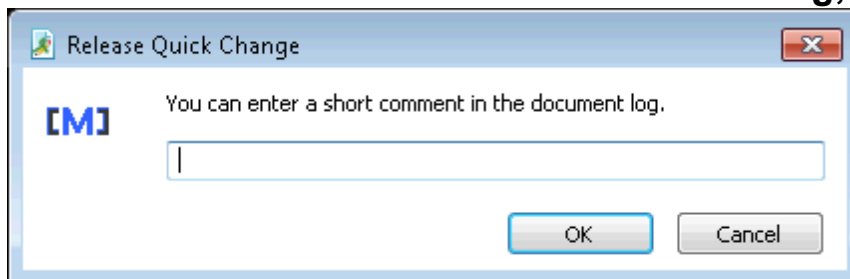 Release Quick Change
You can enter a short comment in the document log.
[M]
OK
Cancel